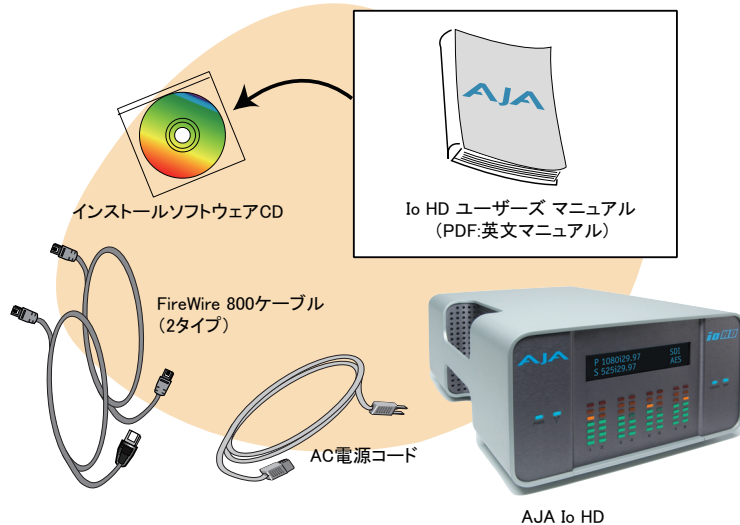 AJA
Io HD ユーザーズ マニュアル
（PDF:英文マニュアル）
インストールソフトウェアCD
FireWire 800ケーブル
（2タイプ）
AC電源コード
AJA
P 1080i29.97
S 525i29.97
SDI
AES
ioHD
AJA Io HD